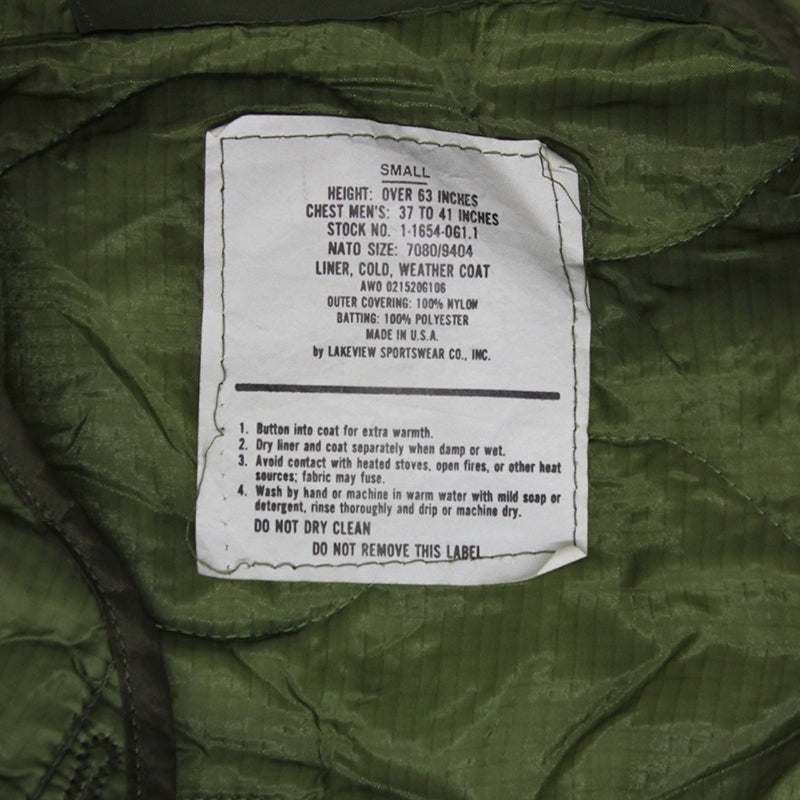 SMALL
HEIGHT: OVER 63 INCHES
CHEST MEN'S: 37 TO 41 INCHES
STOCK NO. 1-1654-0G1.1
NATO SIZE: 7080/9404
LINER, COLD, WEATHER COAT
AWO 021520G106
OUTER COVERING: 100% NYLON
BATTING: 100% POLYESTER
MADE IN U.S.A.
by LAKEVIEW SPORTSWEAR CO., INC.
1. Button into coat for extra warmth.
2. Dry liner and coat separately when damp or wet.
3. Avoid contact with heated stoves, open fires, or other heat
sources; fabric may fuse.
4. Wash by hand or machine in warm water with mild soap or
detergent, rinse thoroughly and drip or machine dry.
DO NOT DRY CLEAN
DO NOT REMOVE THIS LABEL